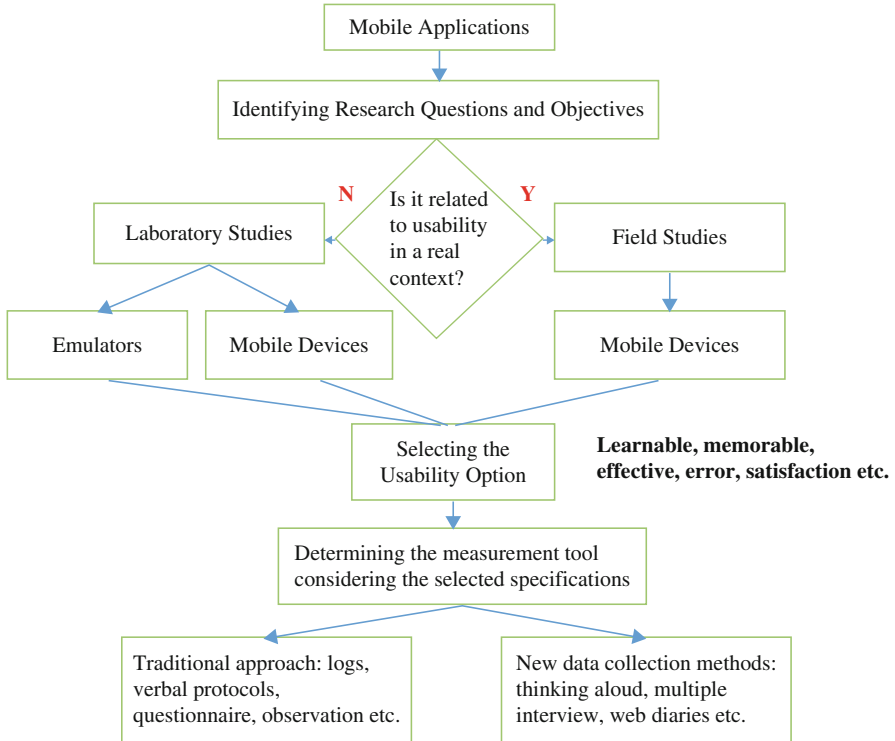 Mobile Applications
Identifying Research Questions and Objectives
N
Is it related
to usability
in a real
context?
Y
Laboratory Studies
Field Studies
Emulators
Mobile Devices
Mobile Devices
Selecting the
Usability Option
Learnable, memorable,
effective, error, satisfaction etc.
Determining the measurement tool
considering the selected specifications
Traditional approach: logs,
verbal protocols,
questionnaire, observation etc.
New data collection methods:
thinking aloud, multiple
interview, web diaries etc.